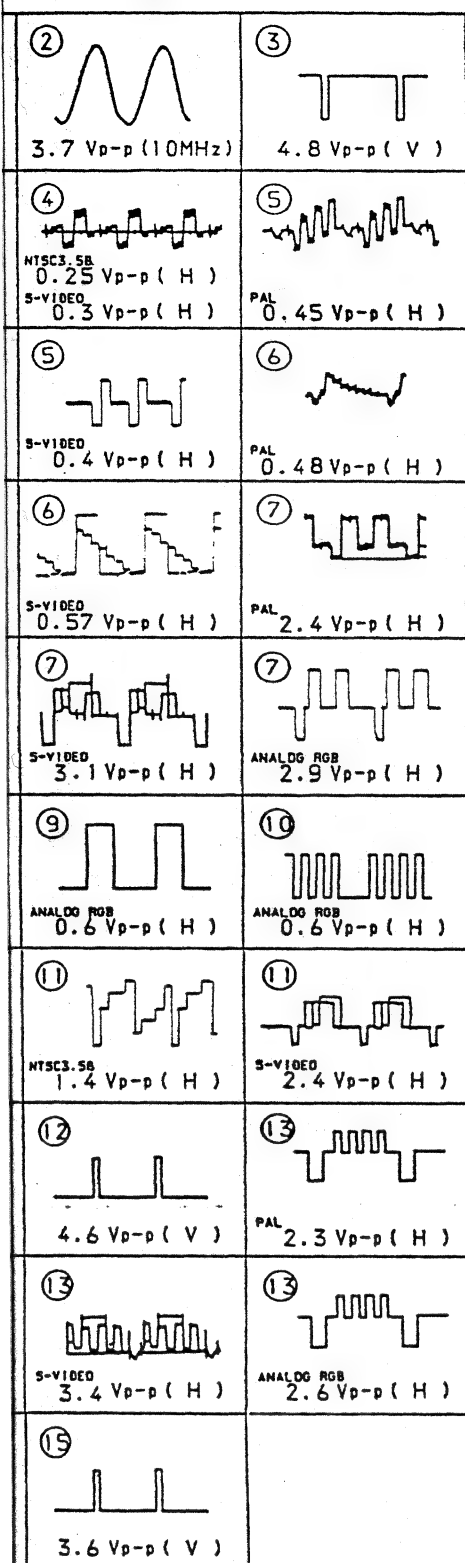 ②
3.7 Vp-p (10MHz)
③
4.8 Vp-p ( V )
④
NTSC3.58
0.25 Vp-p ( H )
S-VIDEO
0.3 Vp-p ( H )
⑤
PAL
0.45 Vp-p ( H )
⑤
S-VIDEO
0.4 Vp-p ( H )
⑥
PAL
0.48 Vp-p ( H )
⑥
S-VIDEO
0.57 Vp-p ( H )
⑦
PAL
2.4 Vp-p ( H )
⑦
S-VIDEO
3.1 Vp-p ( H )
⑦
ANALOG RGB
2.9 Vp-p ( H )
⑨
ANALOG RGB
0.6 Vp-p ( H )
⑩
ANALOG RGB
0.6 Vp-p ( H )
⑪
NTSC3.58
1.4 Vp-p ( H )
⑪
S-VIDEO
2.4 Vp-p ( H )
⑫
4.6 Vp-p ( V )
⑬
PAL
2.3 Vp-p ( H )
⑬
S-VIDEO
3.4 Vp-p ( H )
⑬
ANALOG RGB
2.6 Vp-p ( H )
⑮
3.6 Vp-p ( V )